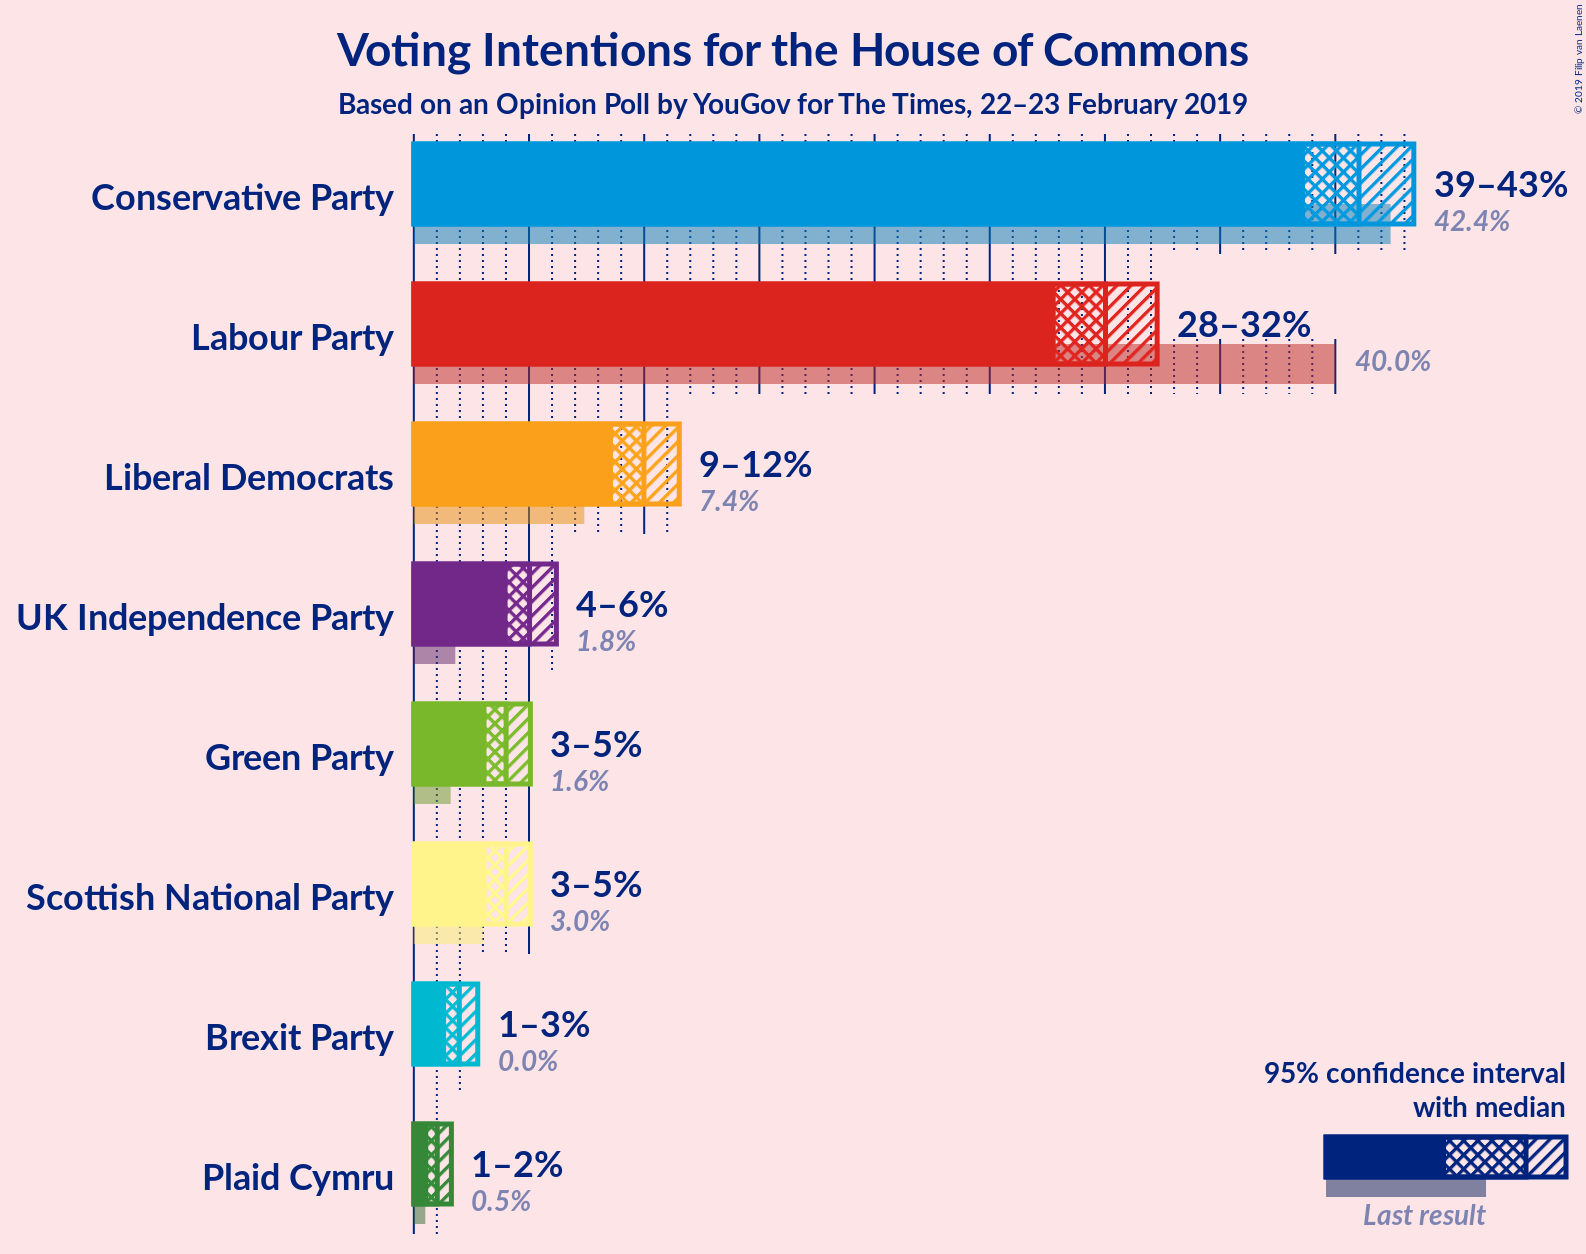 Voting Intentions for the House of Commons
Based on an Opinion Poll by YouGov for The Times, 22–23 February 2019
© 2019 Filip van Laenen
Conservative Party
39–43%
42.4%
Labour Party
28–32%
40.0%
Liberal Democrats
9–12%
7.4%
UK Independence Party
4–6%
1.8%
Green Party
3–5%
1.6%
Scottish National Party
3–5%
3.0%
Brexit Party
1–3%
0.0%
Plaid Cymru
1–2%
0.5%
95% confidence interval
with median
Last result